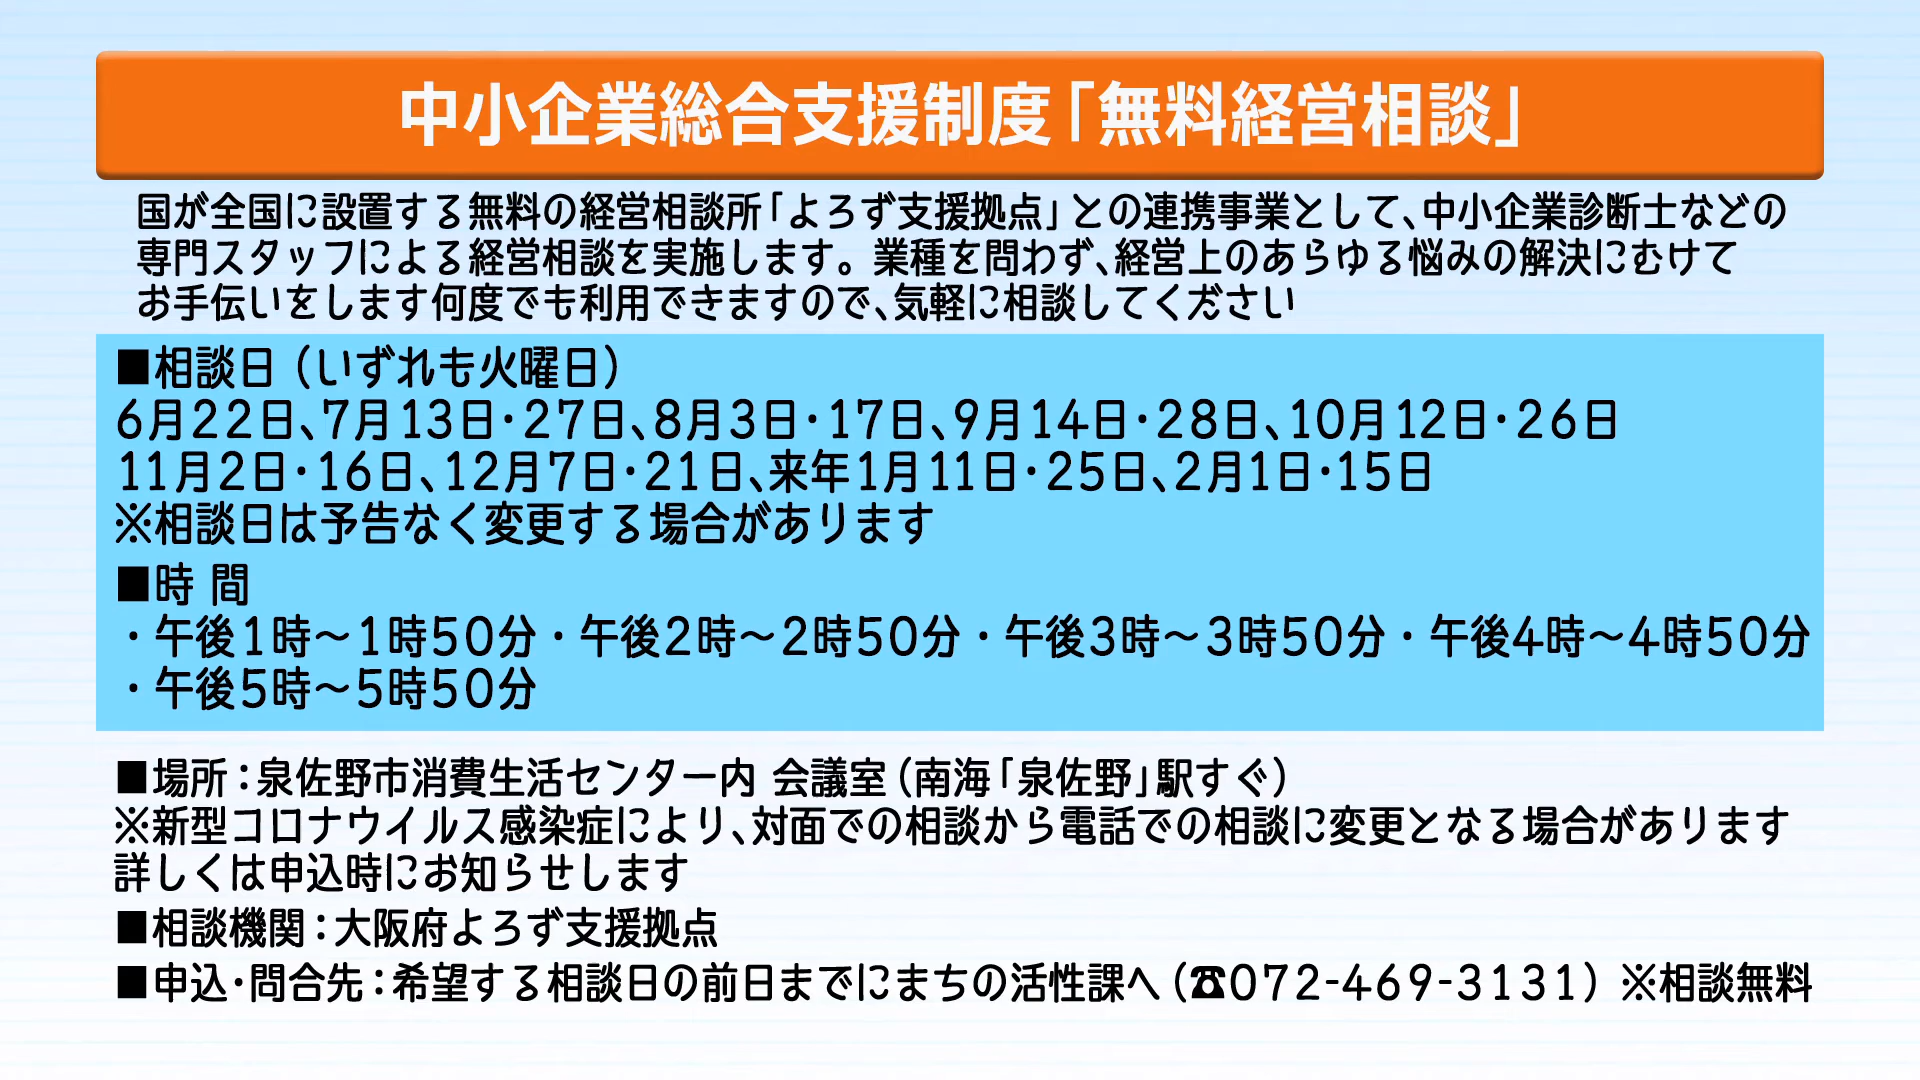 中小企業総合支援制度「無料経営相談」
国が全国に設置する無料の経営相談所「よろず支援拠点」との連携事業として、中小企業診断士などの
専門スタッフによる経営相談を実施します。業種を問わず、経営上のあらゆる悩みの解決にむけて
お手伝いをします何度でも利用できますので、気軽に相談してください
■相談日（いずれも火曜日）
6月22日、7月13日・27日、8月3日・17日、9月14日・28日、10月12日・26日
11月2日・16日、12月7日・21日、来年1月11日・25日、2月1日・15日
※相談日は予告なく変更する場合があります
■時 間
・午後1時～1時50分・午後2時～2時50分・午後3時～3時50分・午後4時～4時50分
・午後5時～5時50分
■場所：泉佐野市消費生活センター内 会議室（南海「泉佐野」駅すぐ）
※新型コロナウイルス感染症により、対面での相談から電話での相談に変更となる場合があります
詳しくは申込時にお知らせします
■相談機関：大阪府よろず支援拠点
■申込・問合先：希望する相談日の前日までにまちの活性課へ（☎072-469-3131）※相談無料